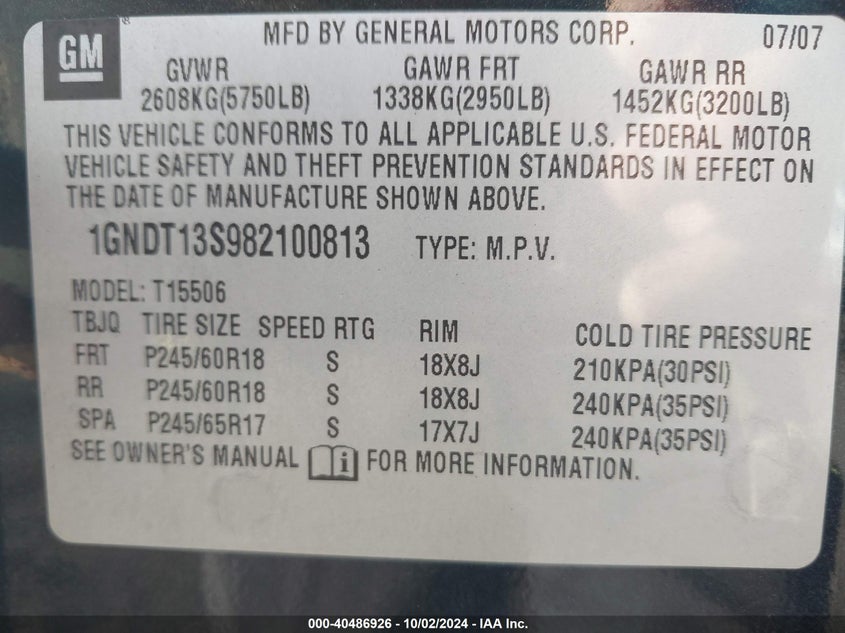 GM ®
MFD BY GENERAL MOTORS CORP. 07/07
GVWR GAWR FRT GAWR RR
2608KG(5750LB) 1338KG(2950LB) 1452KG(3200LB)
THIS VEHICLE CONFORMS TO ALL APPLICABLE U.S. FEDERAL MOTOR
VEHICLE SAFETY AND THEFT PREVENTION STANDARDS IN EFFECT ON
THE DATE OF MANUFACTURE SHOWN ABOVE.
1GNDT13S982100813 TYPE: M.P.V.
MODEL: T15506
TBJQ TIRE SIZE SPEED RTG RIM COLD TIRE PRESSURE
FRT P245/60R18 S 18X8J 210KPA(30PSI)
RR P245/60R18 S 18X8J 240KPA(35PSI)
SPA P245/65R17 S 17X7J 240KPA(35PSI)
SEE OWNER'S MANUAL i FOR MORE INFORMATION.
000-40486926 - 10/02/2024 - IAA Inc.